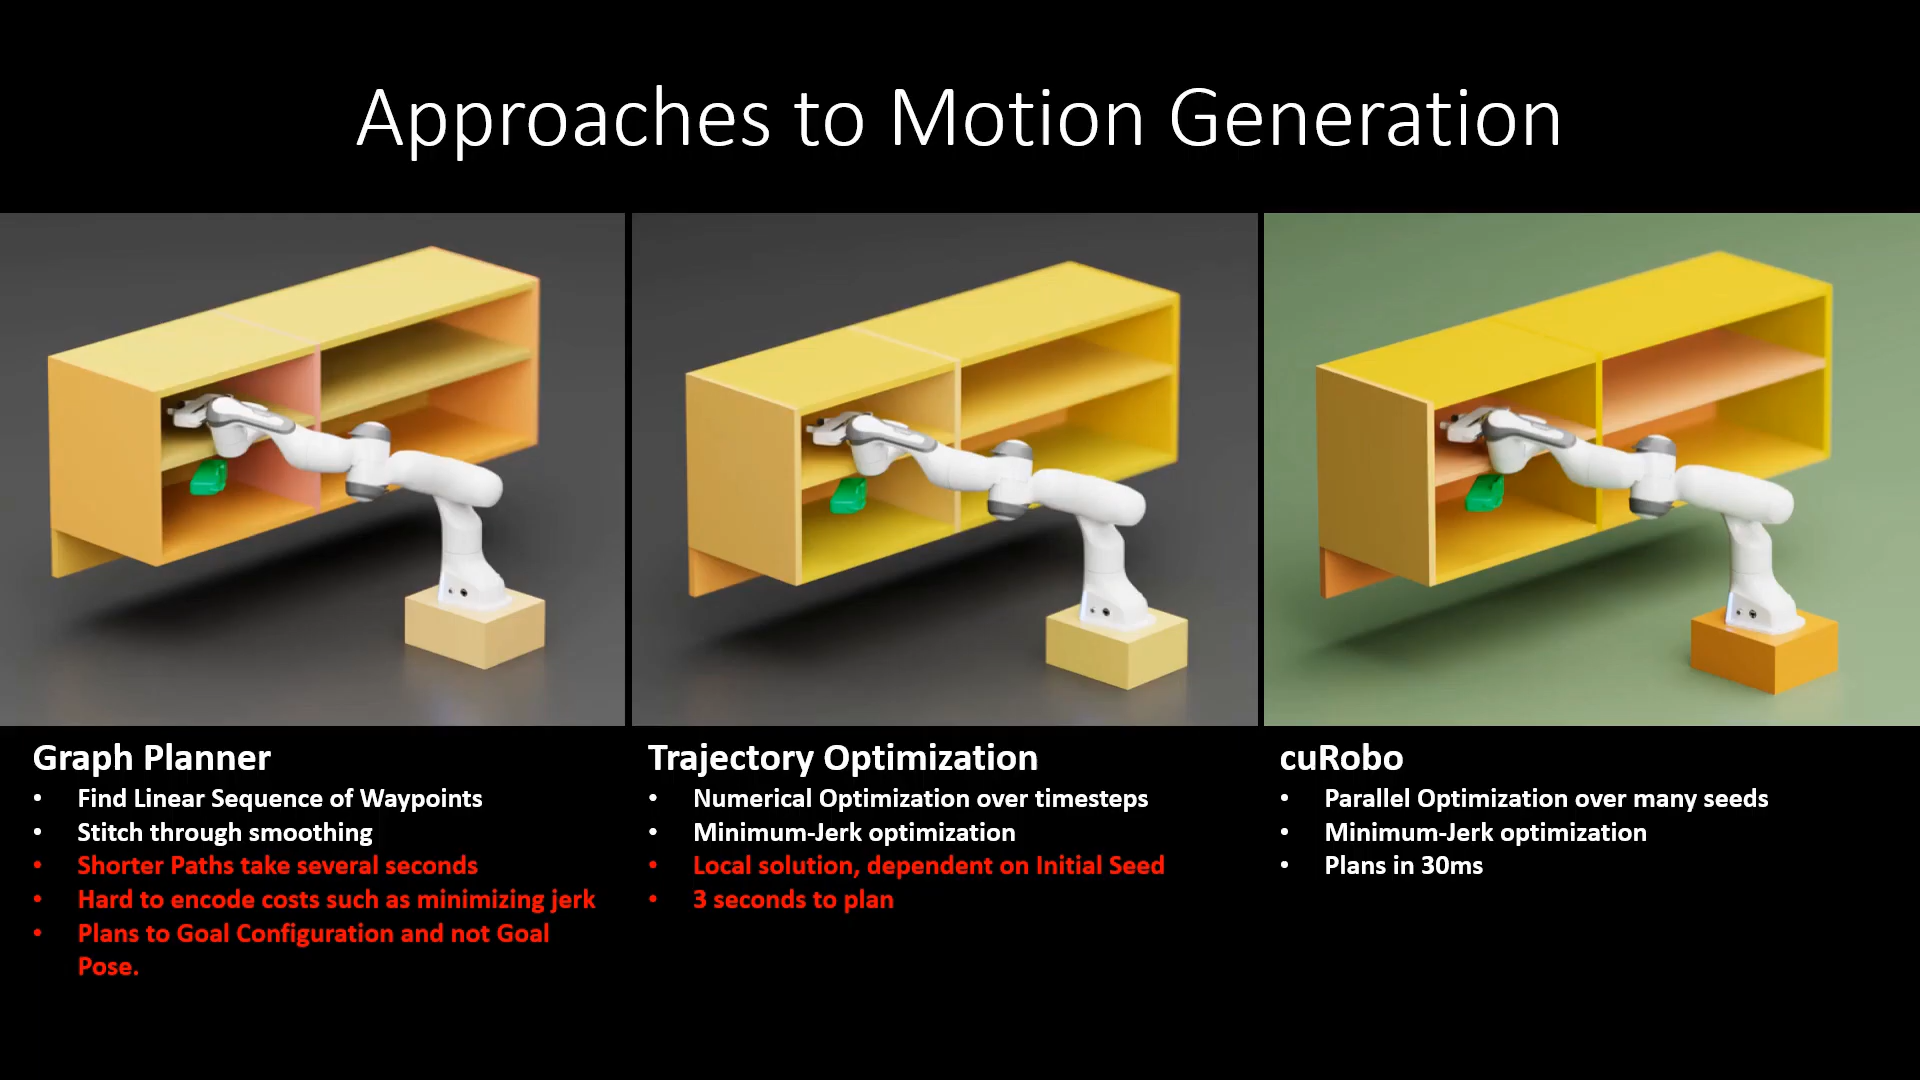 Approaches to Motion Generation
Graph Planner
• Find Linear Sequence of Waypoints
• Stitch through smoothing
• Shorter Paths take several seconds
• Hard to encode costs such as minimizing jerk
• Plans to Goal Configuration and not Goal
Pose.
Trajectory Optimization
• Numerical Optimization over timesteps
• Minimum-Jerk optimization
• Local solution, dependent on Initial Seed
• 3 seconds to plan
cuRobo
• Parallel Optimization over many seeds
• Minimum-Jerk optimization
• Plans in 30ms